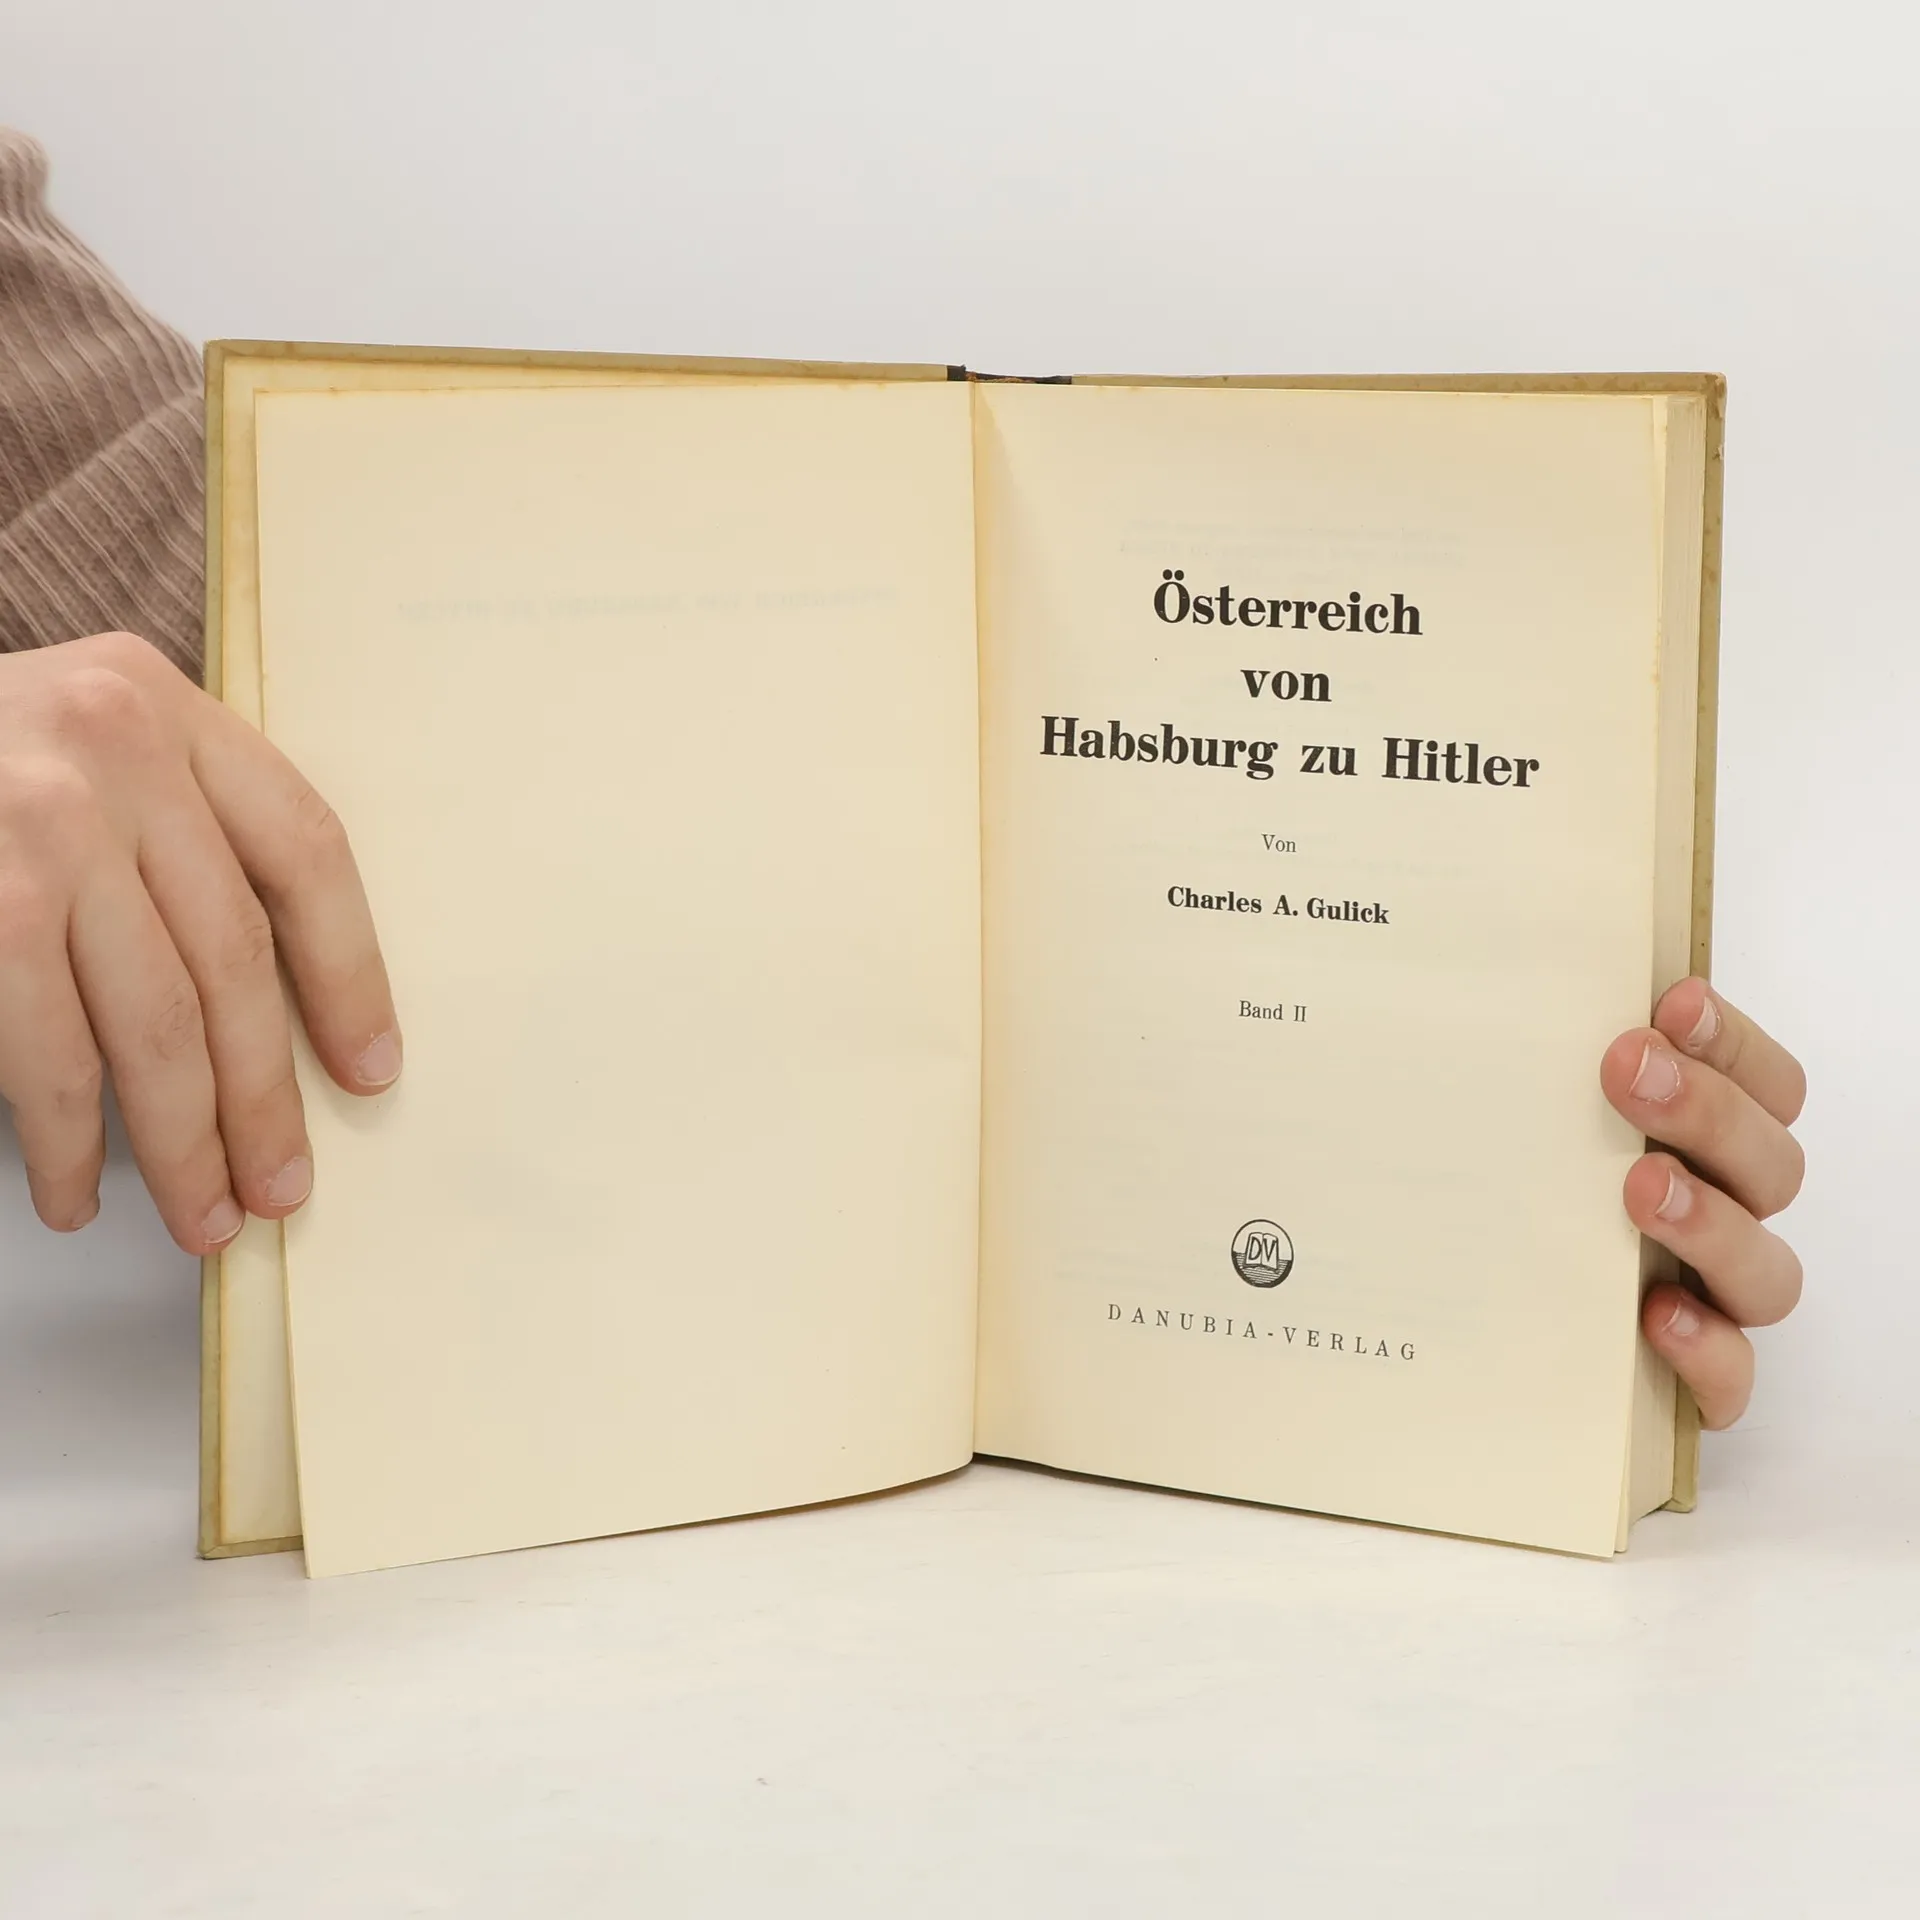 Österreich
von
Habsburg zu Hitler
Von
Charles A. Gulick
Band II
DV
DANUBIA-VERLAG